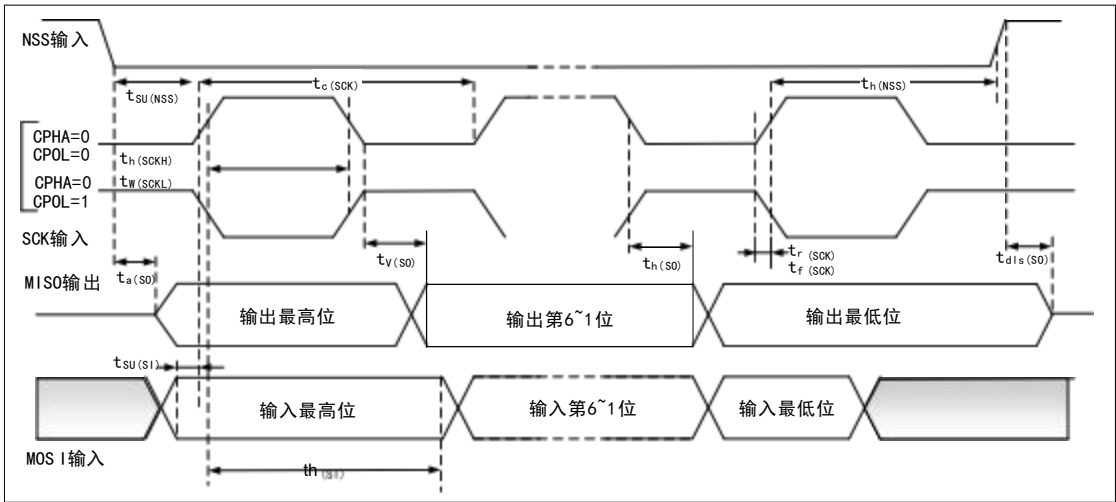 NSS输入
tSU(NSS)
tc(SCK)
th(NSS)
CPHA=0
CPOL=0
th(SCKH)
CPHA=0
CPOL=1
tW(SCKL)
SCK输入
ta(SO)
tV(SO)
th(SO)
tr(SCK)
tf(SCK)
tdis(SO)
MISO输出
输出最高位
输出第6~1位
输出最低位
tSU(SI)
输入最高位
输入第6~1位
输入最低位
MOSI输入
th(SI)